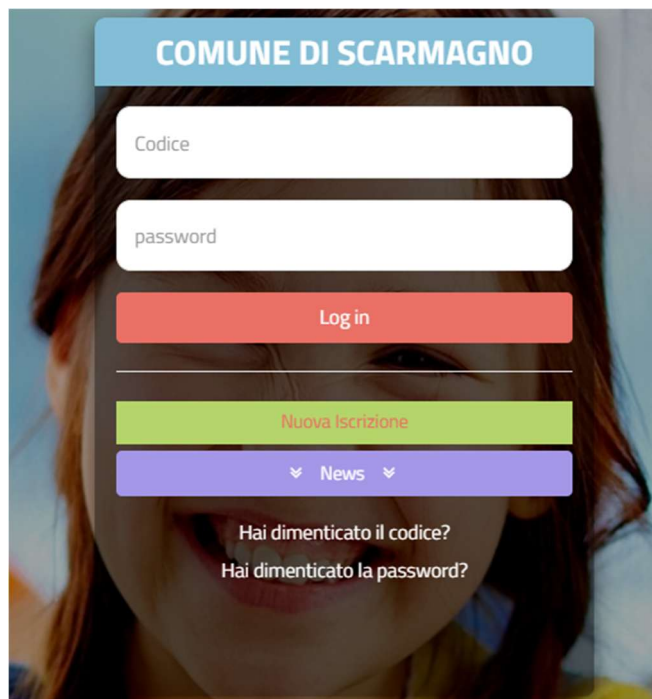 COMUNE DI SCARMAGNO
Codice
password
Log in
Nuova Iscrizione
News
Hai dimenticato il codice?
Hai dimenticato la password?